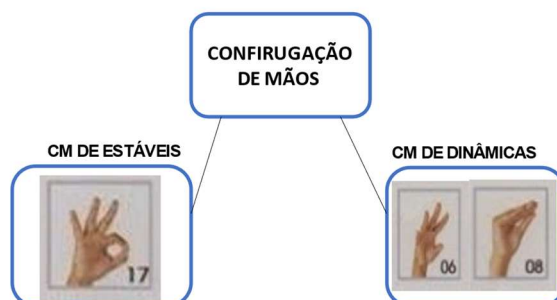 CONFIRUGAÇÃO
DE MÃOS
CM DE ESTÁVEIS
CM DE DINÂMICAS
17
06
08